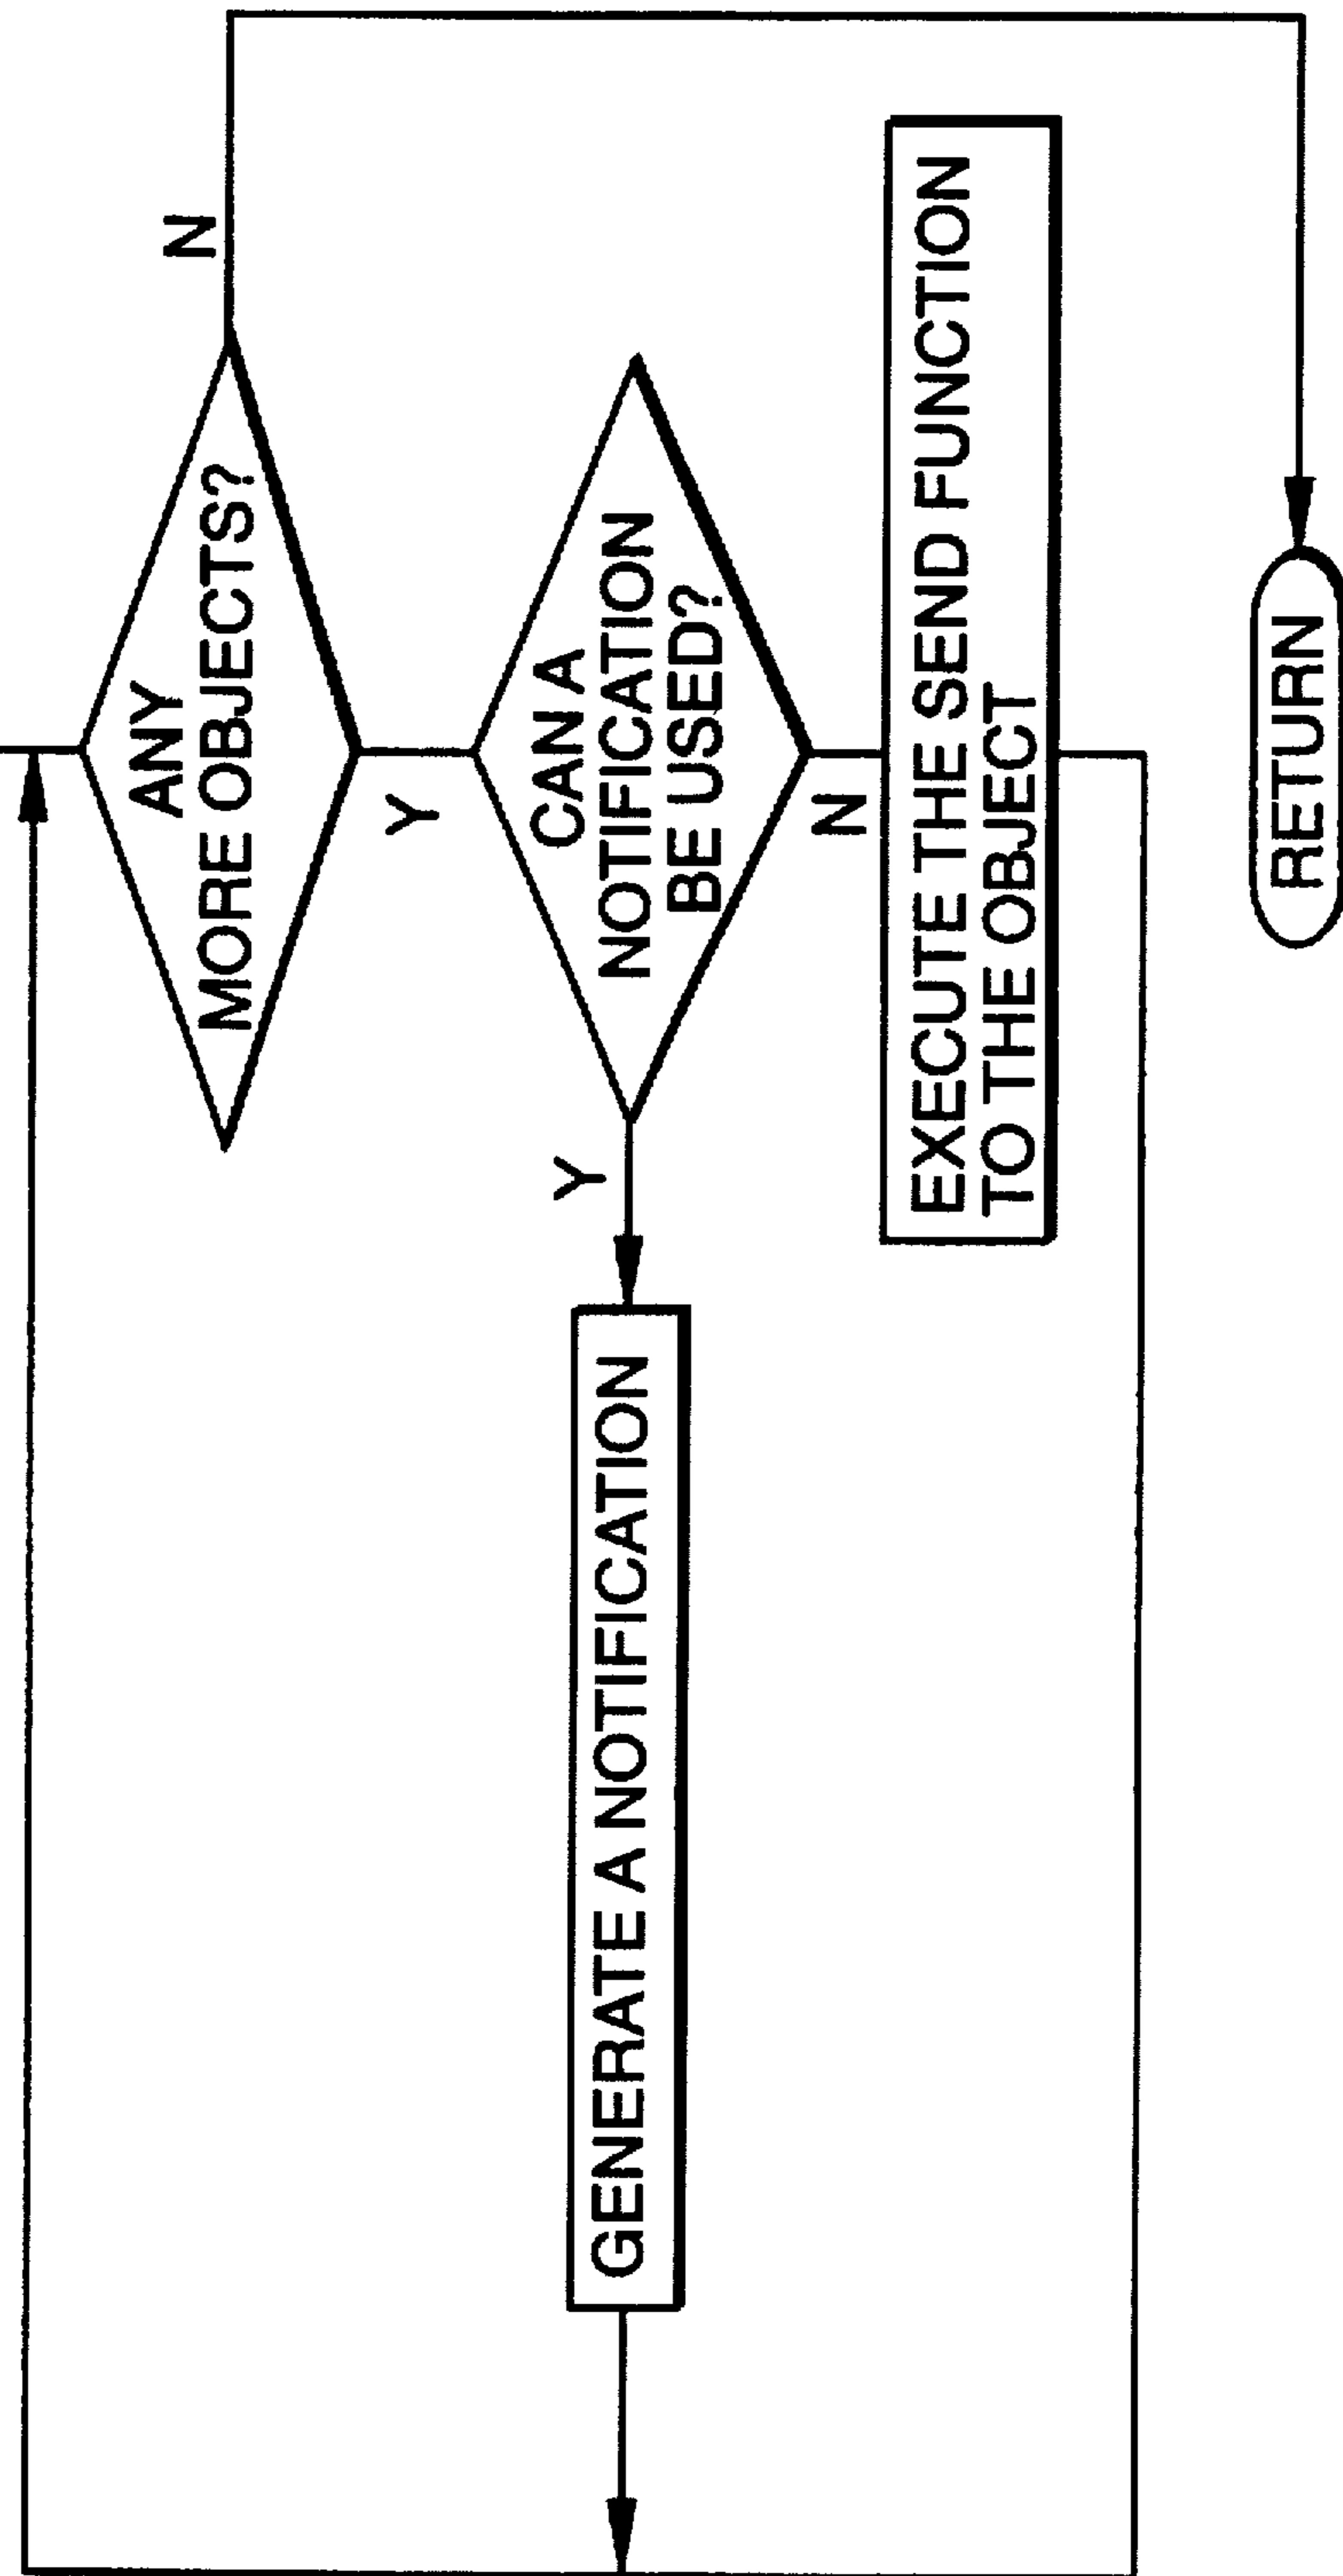 N
ANY
MORE OBJECTS?
Y
CAN A
NOTIFICATION
BE USED?
Y
N
GENERATE A NOTIFICATION
EXECUTE THE SEND FUNCTION
TO THE OBJECT
RETURN